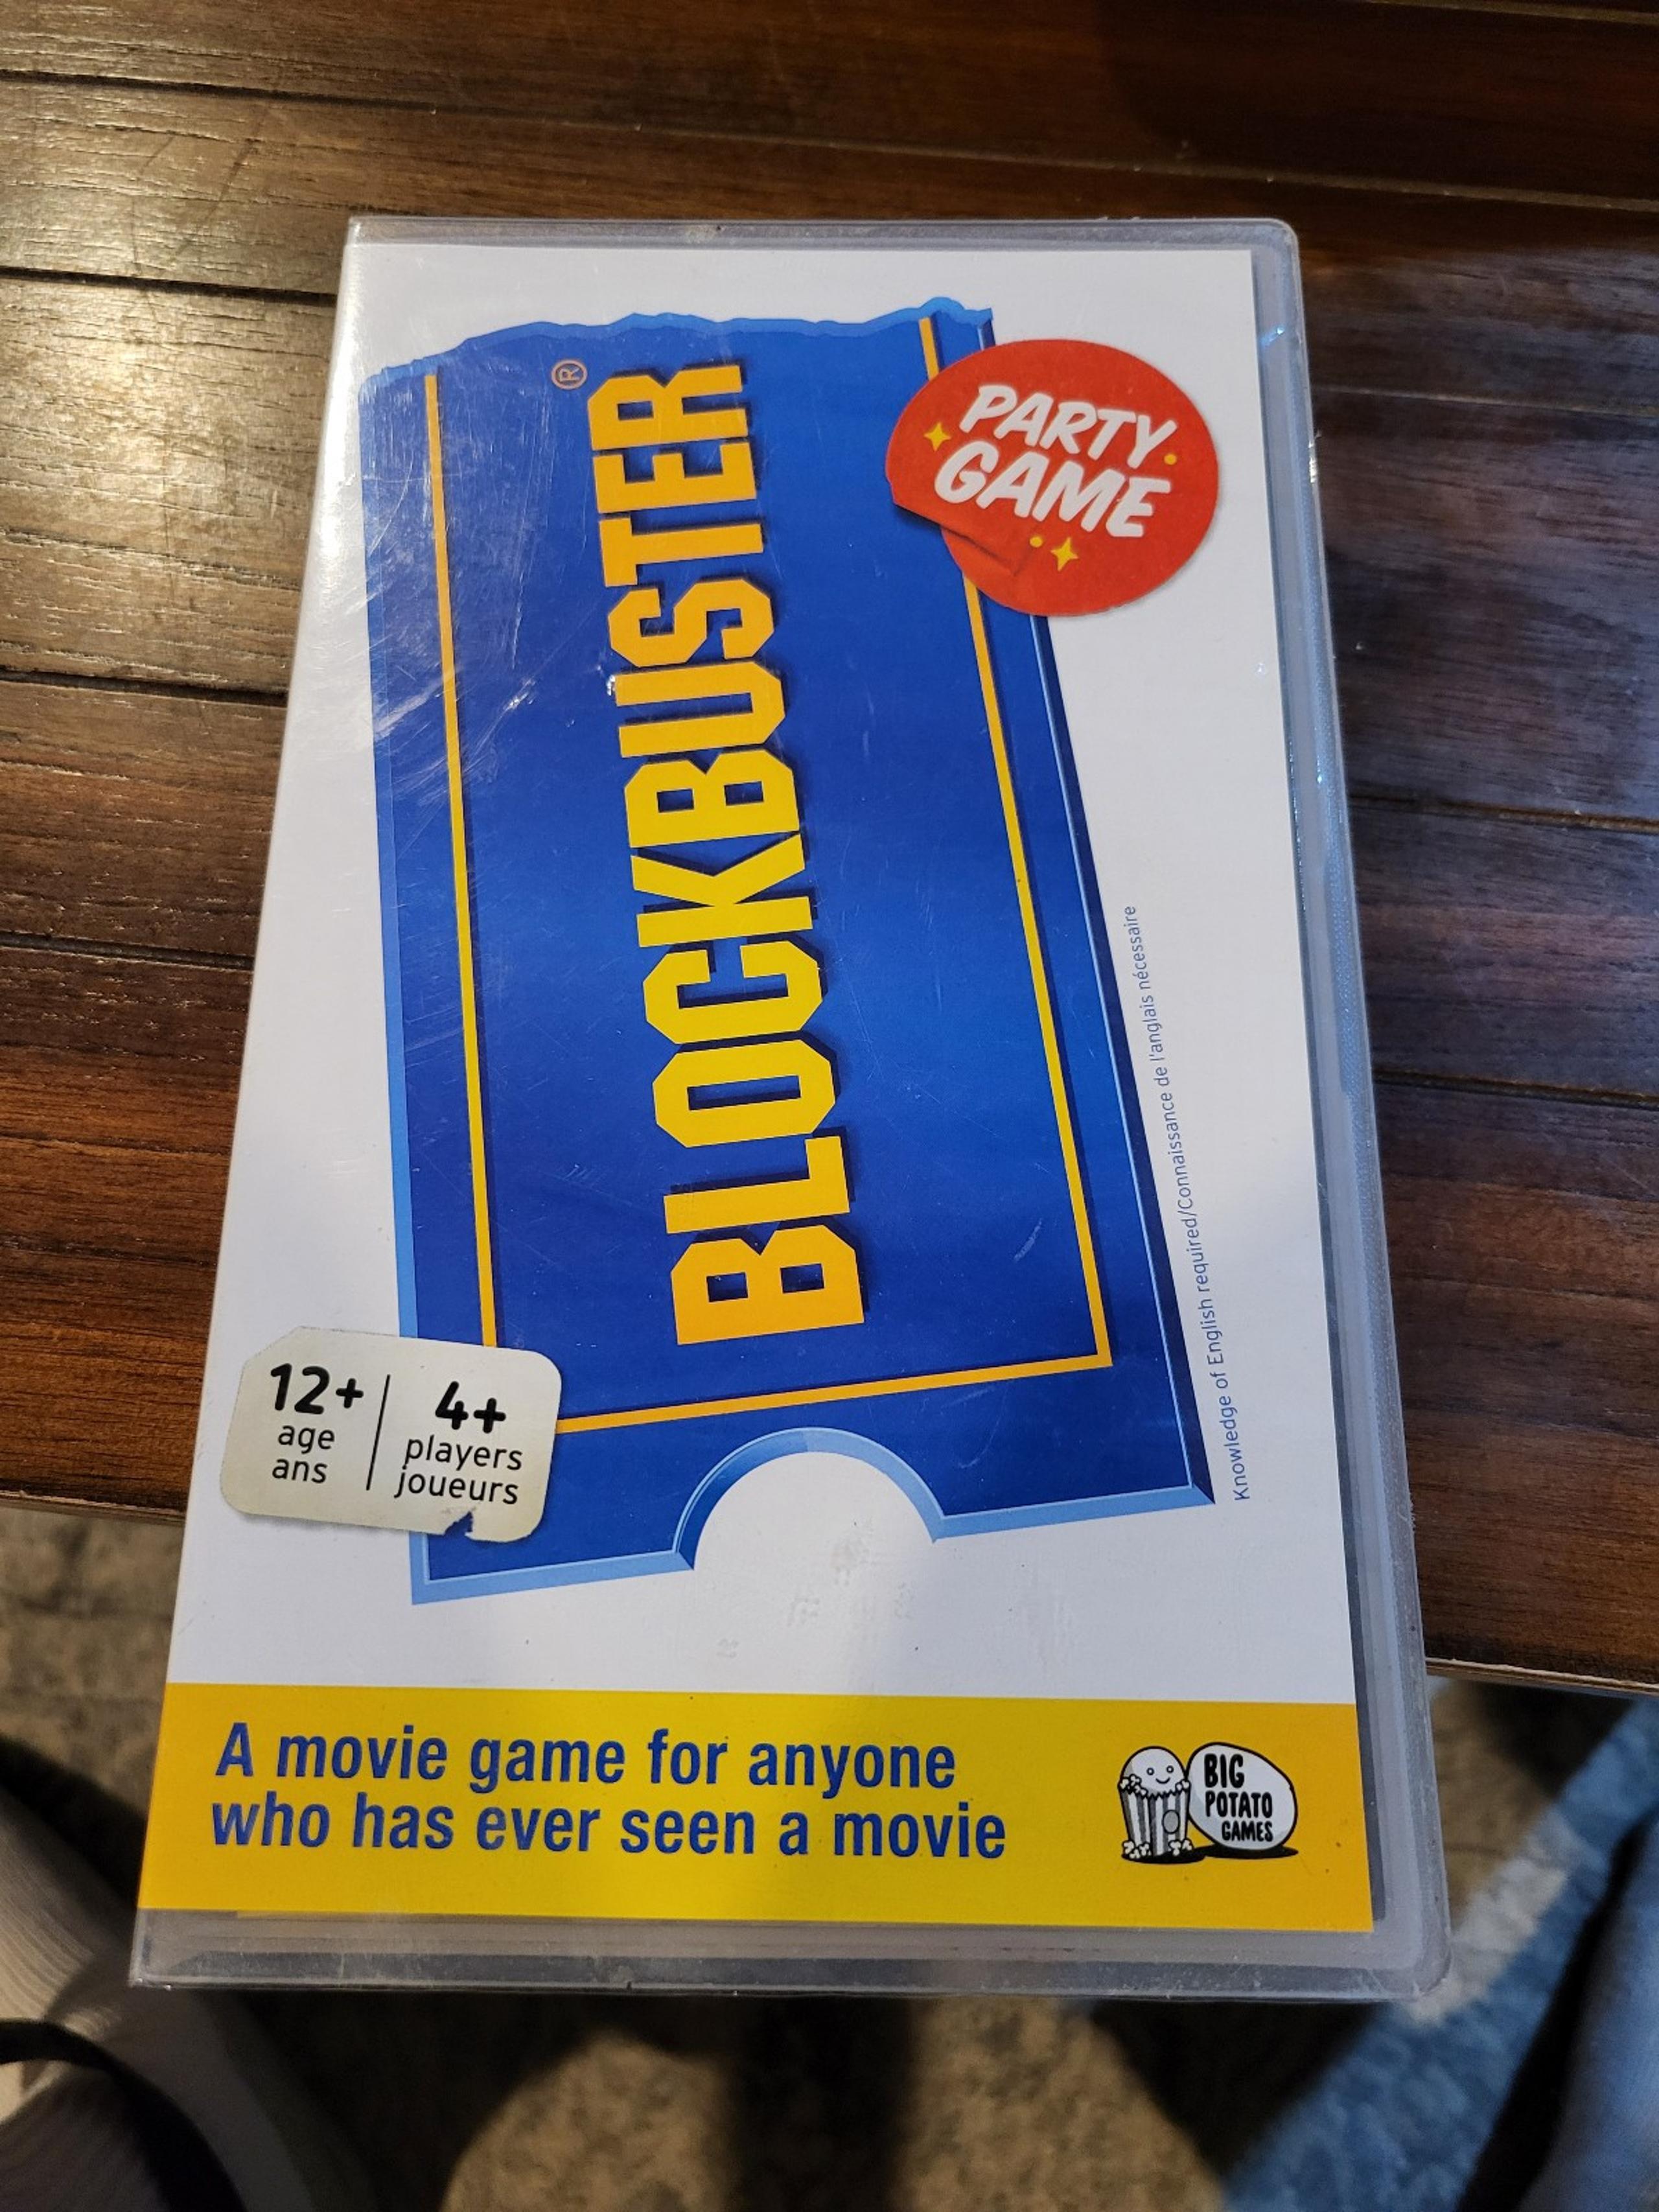 BLOCKBUSTER®
PARTY
GAME
Knowledge of English required/Connaissance de l'anglais nécessaire
12+
age
ans
4+
players
joueurs
A movie game for anyone
who has ever seen a movie
BIG
POTATO
GAMES